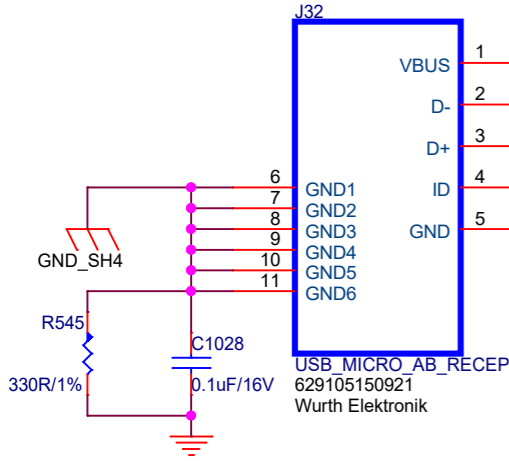 J32
VBUS 1
D- 2
D+ 3
ID 4
GND 5
6 GND1
7 GND2
8 GND3
9 GND4
10 GND5
11 GND6
GND_SH4
R545
330R/1%
C1028
0.1uF/16V
USB_MICRO_AB_RECEP
629105150921
Wurth Elektronik